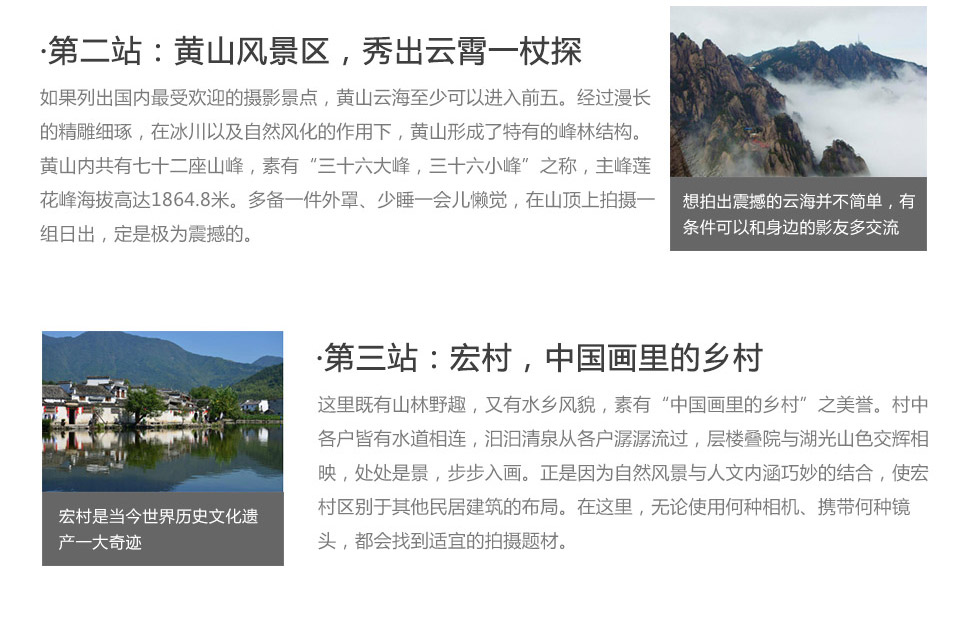 ·第二站：黄山风景区，秀出云霄一杖探
如果列出国内最受欢迎的摄影景点，黄山云海至少可以进入前五。经过漫长
的精雕细琢，在冰川以及自然风化的作用下，黄山形成了特有的峰林结构。
黄山内共有七十二座山峰，素有“三十六大峰，三十六小峰”之称，主峰莲
花峰海拔高达1864.8米。多备一件外罩、少睡一会儿懒觉，在山顶上拍摄一
组日出，定是极为震撼的。
想拍出震撼的云海并不简单，有
条件可以和身边的影友多交流
·第三站：宏村，中国画里的乡村
这里既有山林野趣，又有水乡风貌，素有“中国画里的乡村”之美誉。村中
各户皆有水道相连，汩汩清泉从各户潺潺流过，层楼叠院与湖光山色交辉相
映，处处是景，步步入画。正是因为自然风景与人文内涵巧妙的结合，使宏
村区别于其他民居建筑的布局。在这里，无论使用何种相机、携带何种镜
头，都会找到适宜的拍摄题材。
宏村是当今世界历史文化遗
产一大奇迹